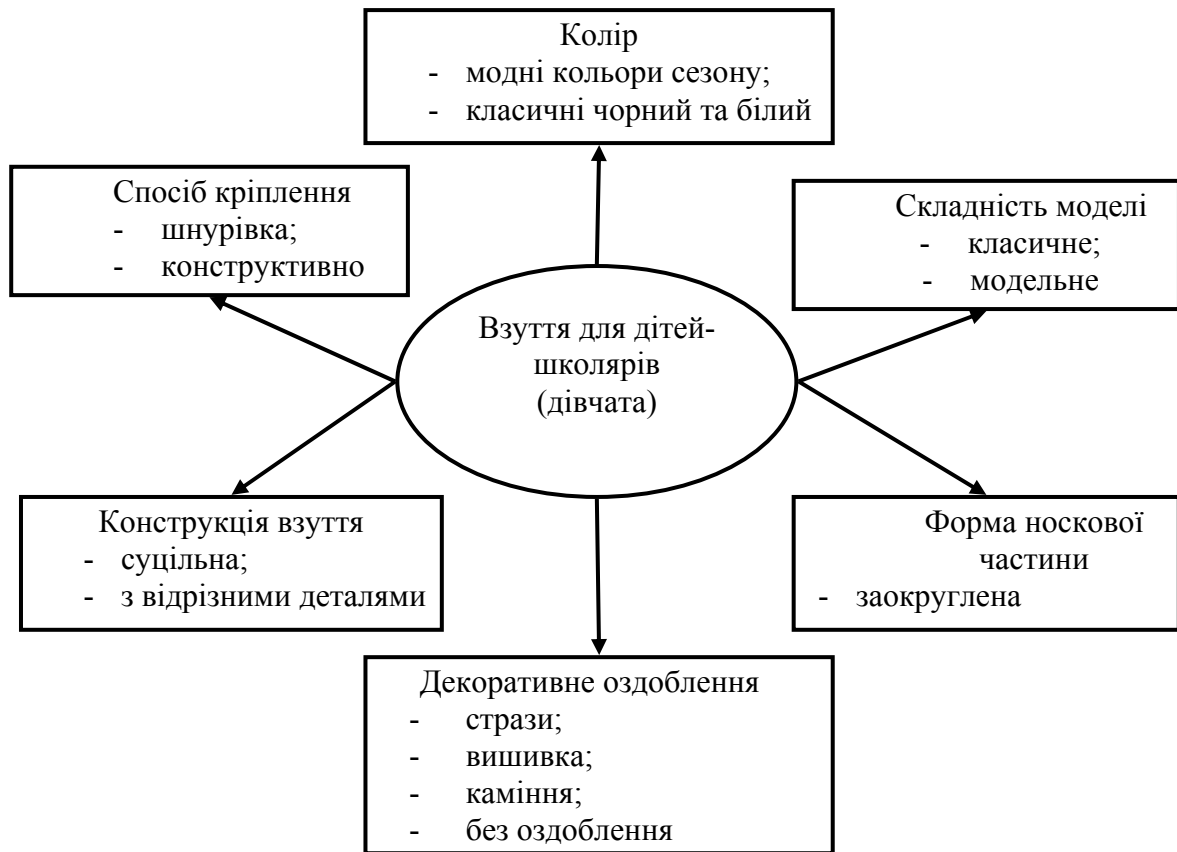 Колір
- модні кольори сезону;
- класичні чорний та білий
Спосіб кріплення
- шнурівка;
- конструктивно
Складність моделі
- класичне;
- модельне
Взуття для дітей-
школярів
(дівчата)
Конструкція взуття
- суцільна;
- з відрізними деталями
Форма носкової
частини
- заокруглена
Декоративне оздоблення
- стрази;
- вишивка;
- каміння;
- без оздоблення